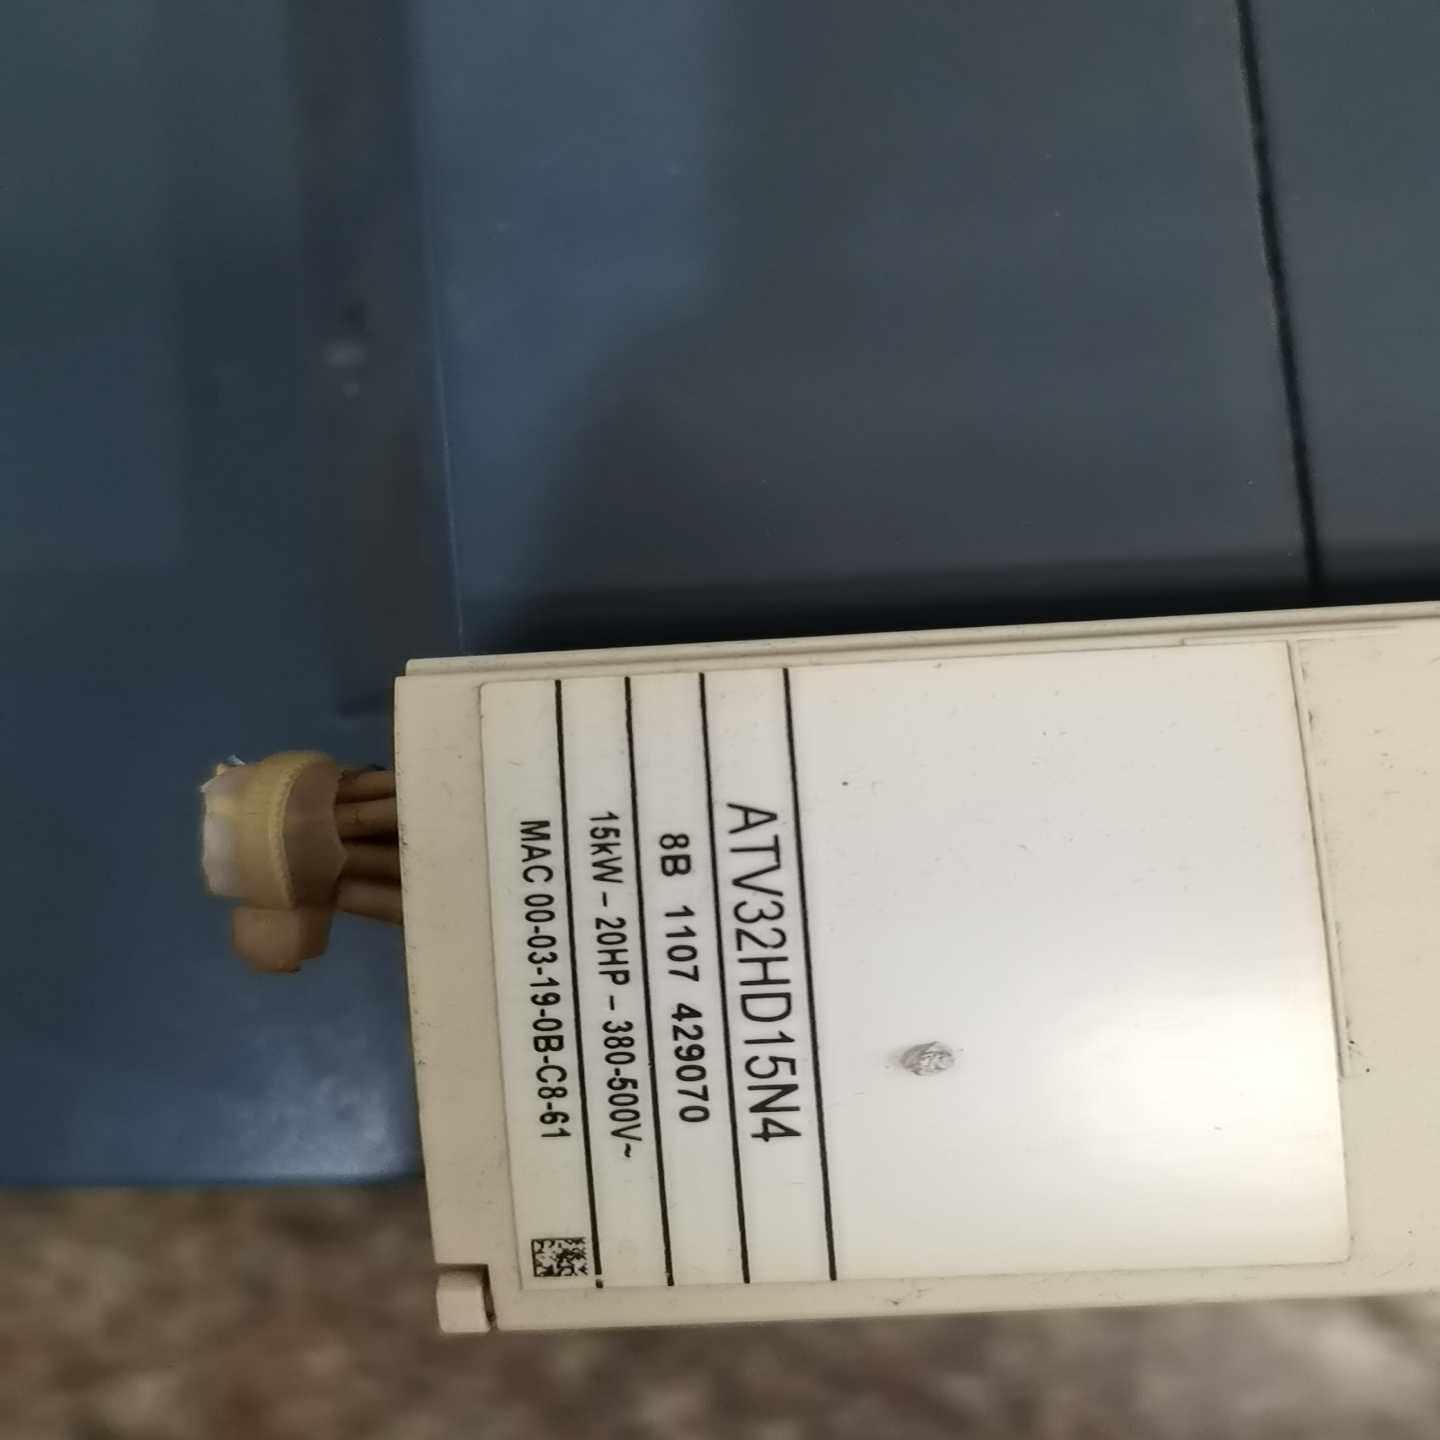 ATV32HD15N4
8B 1107 429070
15kW – 20HP – 380-500V~
MAC 00-03-19-0B-C8-61